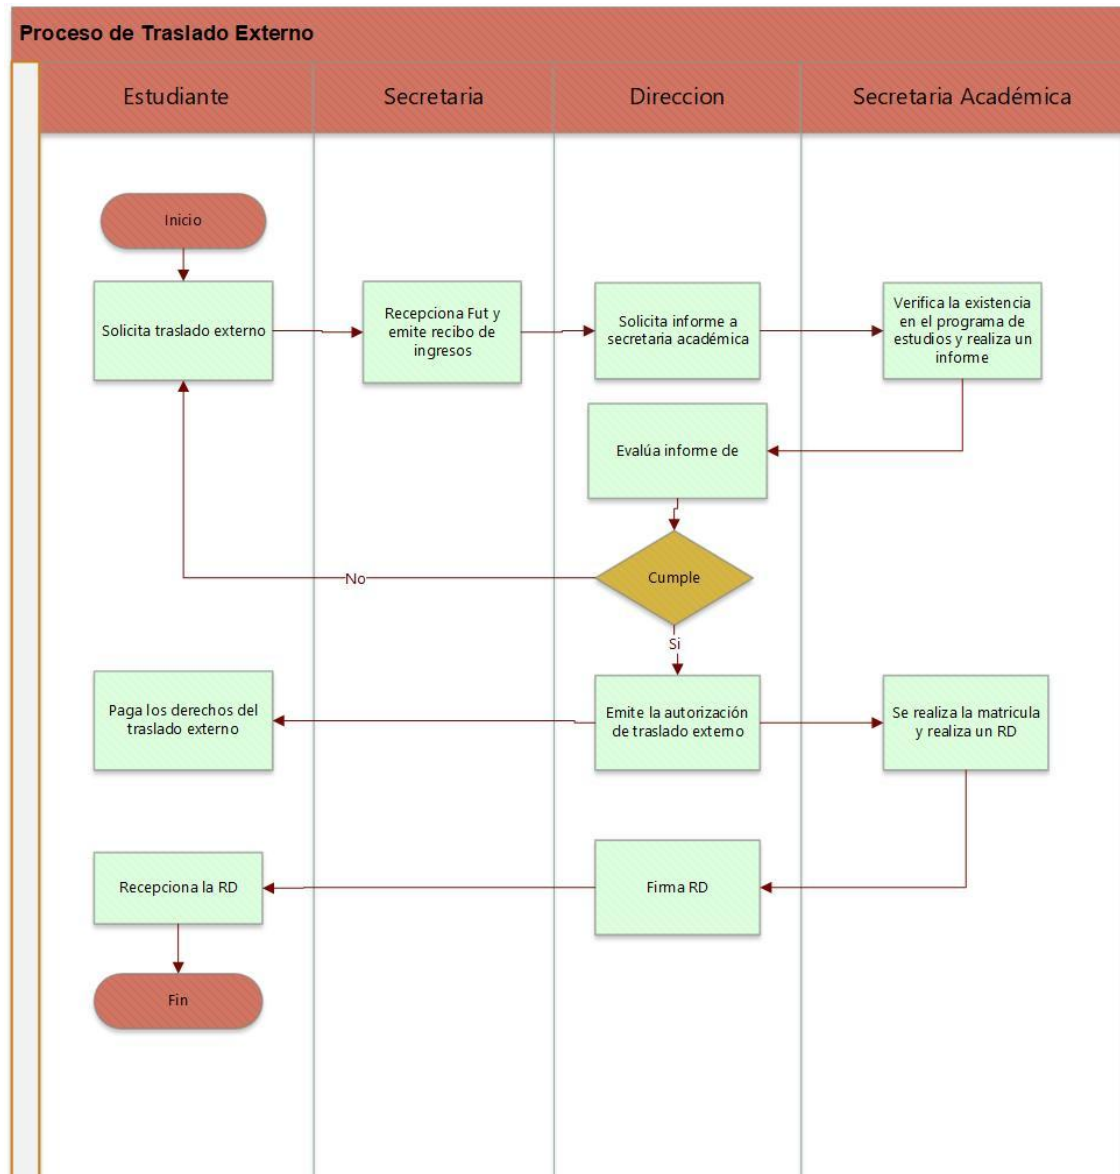 Proceso de Traslado Externo
Estudiante
Secretaria
Direccion
Secretaria Académica
Inicio
Solicita traslado externo
Recepciona Fut y
emite recibo de
ingresos
Solicita informe a
secretaria académica
Verifica la existencia
en el programa de
estudios y realiza un
informe
Evalúa informe de
Cumple
No
Si
Paga los derechos del
traslado externo
Emite la autorización
de traslado externo
Se realiza la matricula
y realiza un RD
Recepciona la RD
Firma RD
Fin